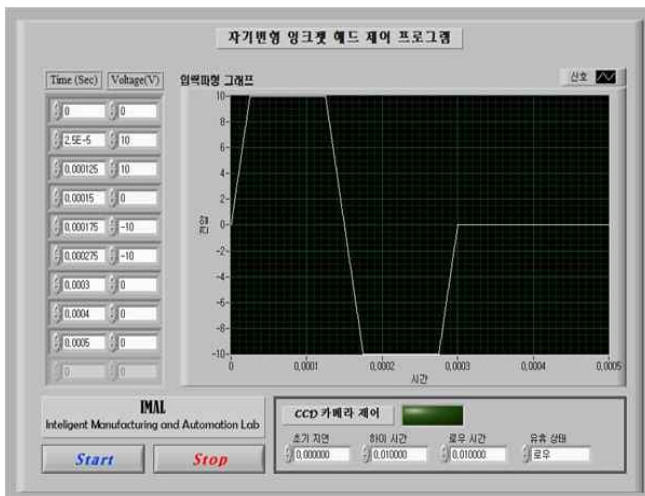 자기변형 잉크젯 헤드 제어 프로그램
Time (Sec) Voltage(V)
0 0
2.5E-5 10
0.000125 10
0.00015 0
0.000175 -10
0.000275 -10
0.0003 0
0.0004 0
0.0005 0
0 0
입력파형 그래프
신호
10
8
6
4
2
0
-2
-4
-6
-8
-10
전압
0 0.0001 0.0002 0.0003 0.0004 0.0005
시간
IMAL
Inteligent Manufacturing and Automation Lab
Start Stop
CCD 카메라 제어
초기 지연 하이 시간 로우 시간 유휴 상태
0.000000 0.010000 0.010000 로우